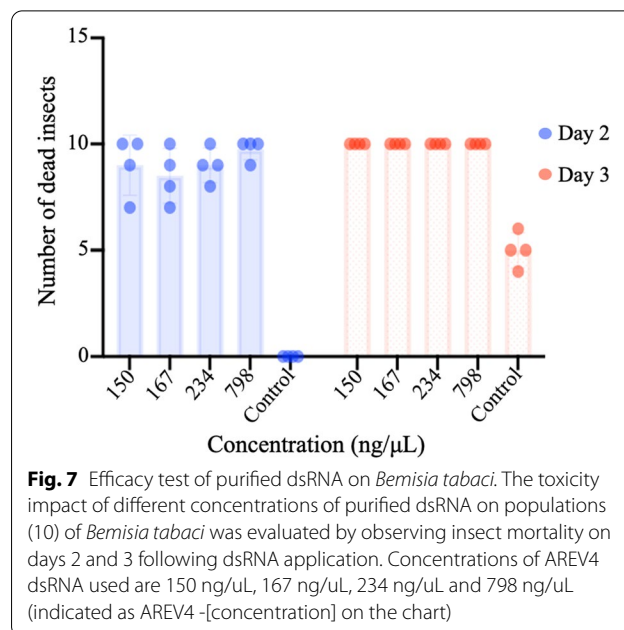 15
10
5
0
Number of dead insects
Day 2
Day 3
150
167
234
798
Control
150
167
234
798
Control
Concentration (ng/μL)
Fig. 7 Efficacy test of purified dsRNA on Bemisia tabaci. The toxicity
impact of different concentrations of purified dsRNA on populations
(10) of Bemisia tabaci was evaluated by observing insect mortality on
days 2 and 3 following dsRNA application. Concentrations of AREV4
dsRNA used are 150 ng/uL, 167 ng/uL, 234 ng/uL and 798 ng/uL
(indicated as AREV4 -[concentration] on the chart)